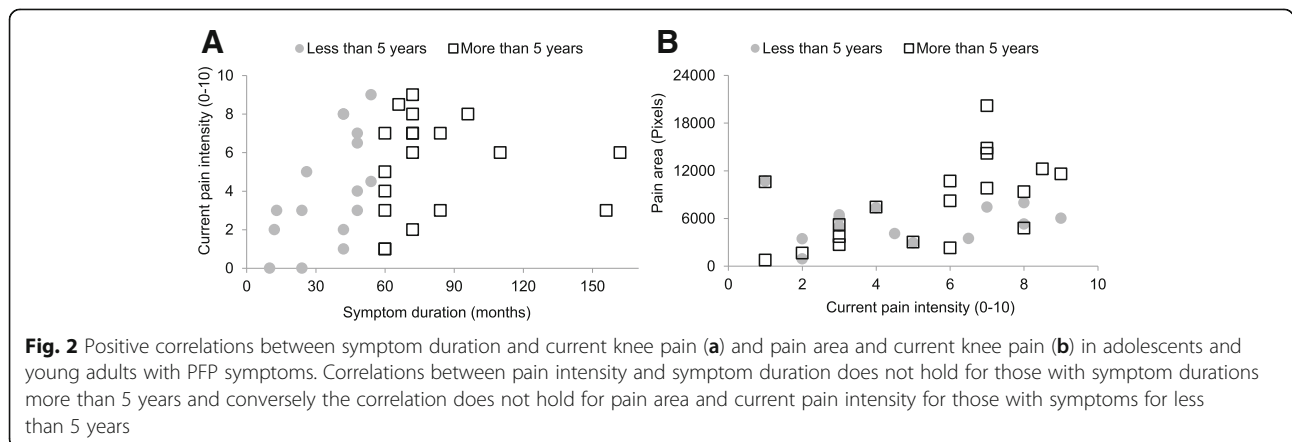 A
B
Less than 5 years More than 5 years
Less than 5 years More than 5 years
Current pain intensity (0-10)
10
8
6
4
2
0
0 30 60 90 120 150
Symptom duration (months)
Pain area (Pixels)
24000
18000
12000
6000
0
0 2 4 6 8 10
Current pain intensity (0-10)
Fig. 2 Positive correlations between symptom duration and current knee pain (a) and pain area and current knee pain (b) in adolescents and
young adults with PFP symptoms. Correlations between pain intensity and symptom duration does not hold for those with symptom durations
more than 5 years and conversely the correlation does not hold for pain area and current pain intensity for those with symptoms for less
than 5 years